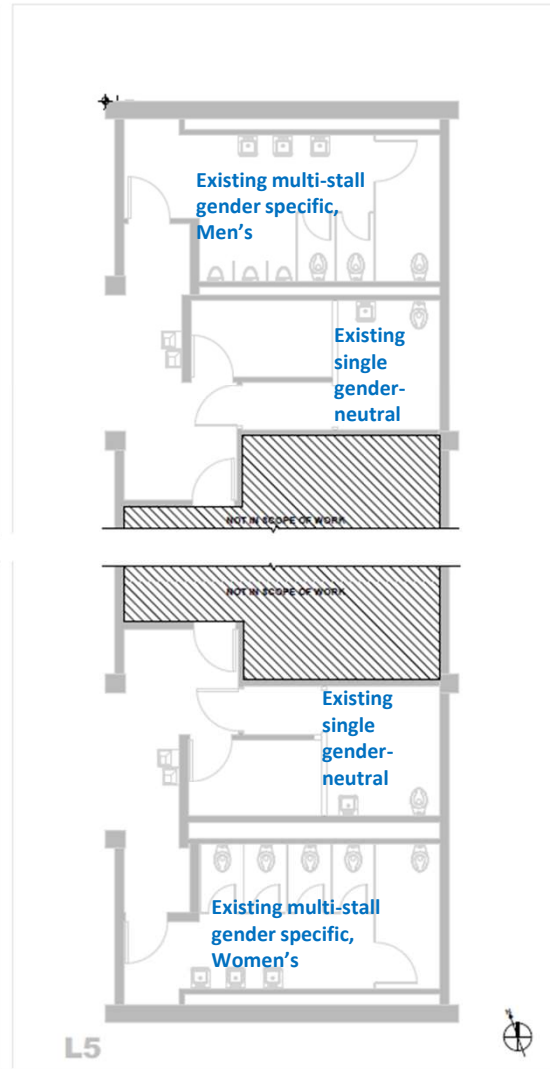 Existing multi-stall
gender specific,
Men’s
Existing
single
gender-
neutral
NOT IN SCOPE OF WORK
NOT IN SCOPE OF WORK
Existing
single
gender-
neutral
Existing multi-stall
gender specific,
Women’s
L5